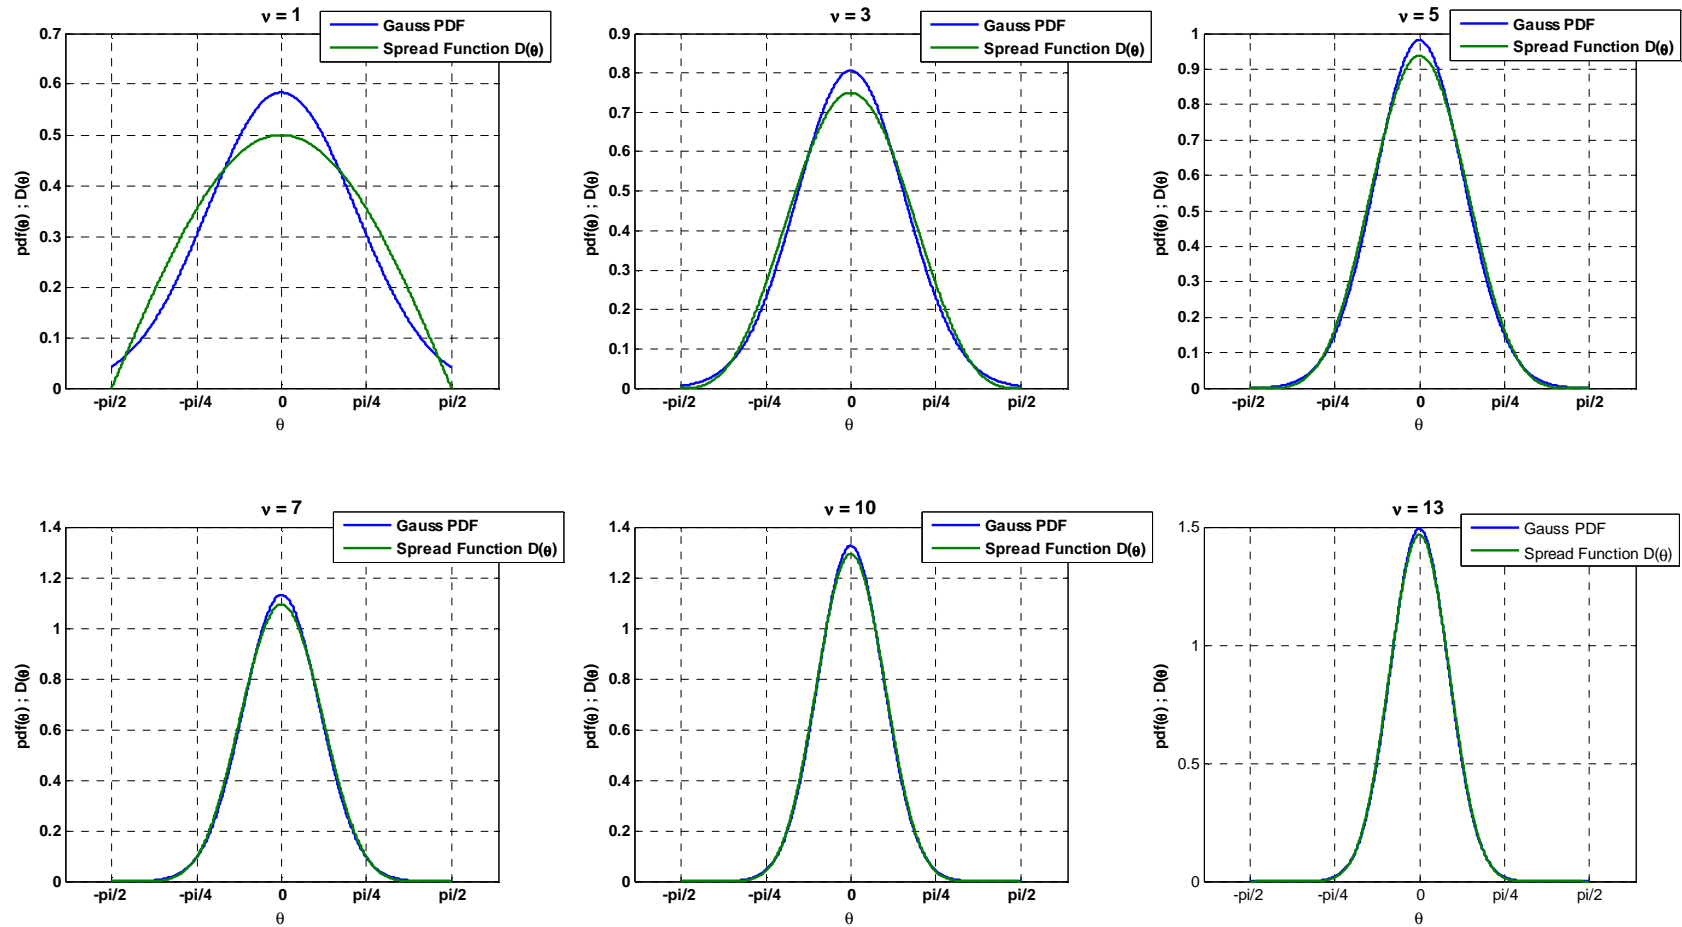 ν = 1
Gauss PDF
Spread Function D(θ)
0.7
0.6
0.5
0.4
0.3
0.2
0.1
0
pdf(θ) ; D(θ)
-pi/2 -pi/4 0 pi/4 pi/2
θ
ν = 3
Gauss PDF
Spread Function D(θ)
0.9
0.8
0.7
0.6
0.5
0.4
0.3
0.2
0.1
0
pdf(θ) ; D(θ)
-pi/2 -pi/4 0 pi/4 pi/2
θ
ν = 5
Gauss PDF
Spread Function D(θ)
1
0.9
0.8
0.7
0.6
0.5
0.4
0.3
0.2
0.1
0
pdf(θ) ; D(θ)
-pi/2 -pi/4 0 pi/4 pi/2
θ
ν = 7
Gauss PDF
Spread Function D(θ)
1.4
1.2
1
0.8
0.6
0.4
0.2
0
pdf(θ) ; D(θ)
-pi/2 -pi/4 0 pi/4 pi/2
θ
ν = 10
Gauss PDF
Spread Function D(θ)
1.4
1.2
1
0.8
0.6
0.4
0.2
0
pdf(θ) ; D(θ)
-pi/2 -pi/4 0 pi/4 pi/2
θ
ν = 13
Gauss PDF
Spread Function D(θ)
1.5
1
0.5
0
pdf(θ) ; D(θ)
-pi/2 -pi/4 0 pi/4 pi/2
θ